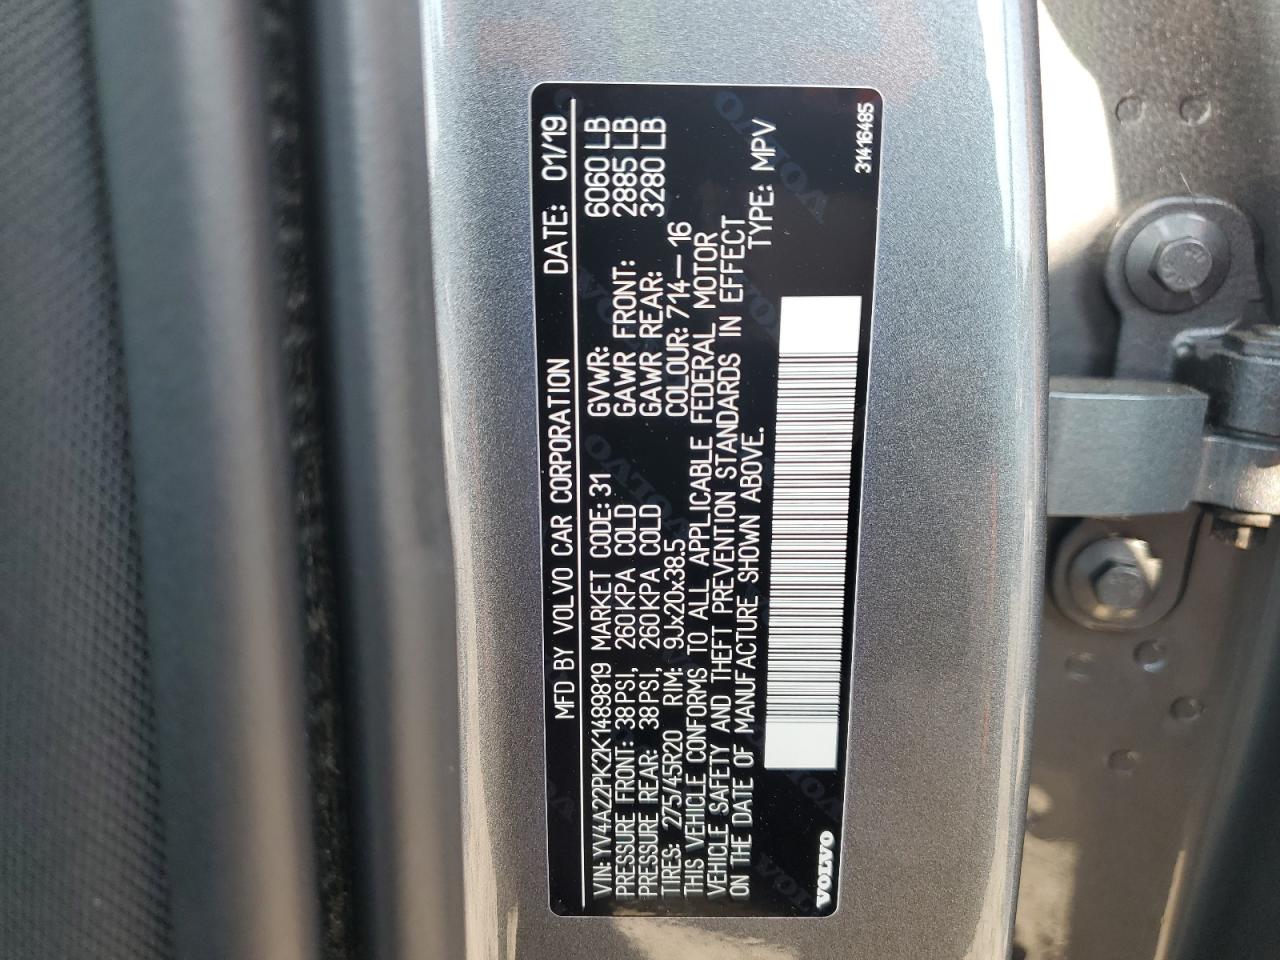 MFD BY VOLVO CAR CORPORATION DATE: 01/19
VIN: YV4A22PK2K1489819 MARKET CODE: 31 GVWR: 6060 LB
PRESSURE FRONT: 38PSI, 260KPA COLD GAWR FRONT: 2885 LB
PRESSURE REAR: 38PSI, 260KPA COLD GAWR REAR: 3280 LB
TIRES: 275/45R20 RIM: 9Jx20x38.5 COLOUR: 714—16
THIS VEHICLE CONFORMS TO ALL APPLICABLE FEDERAL MOTOR
VEHICLE SAFETY AND THEFT PREVENTION STANDARDS IN EFFECT
ON THE DATE OF MANUFACTURE SHOWN ABOVE. TYPE: MPV
VOLVO 31416485